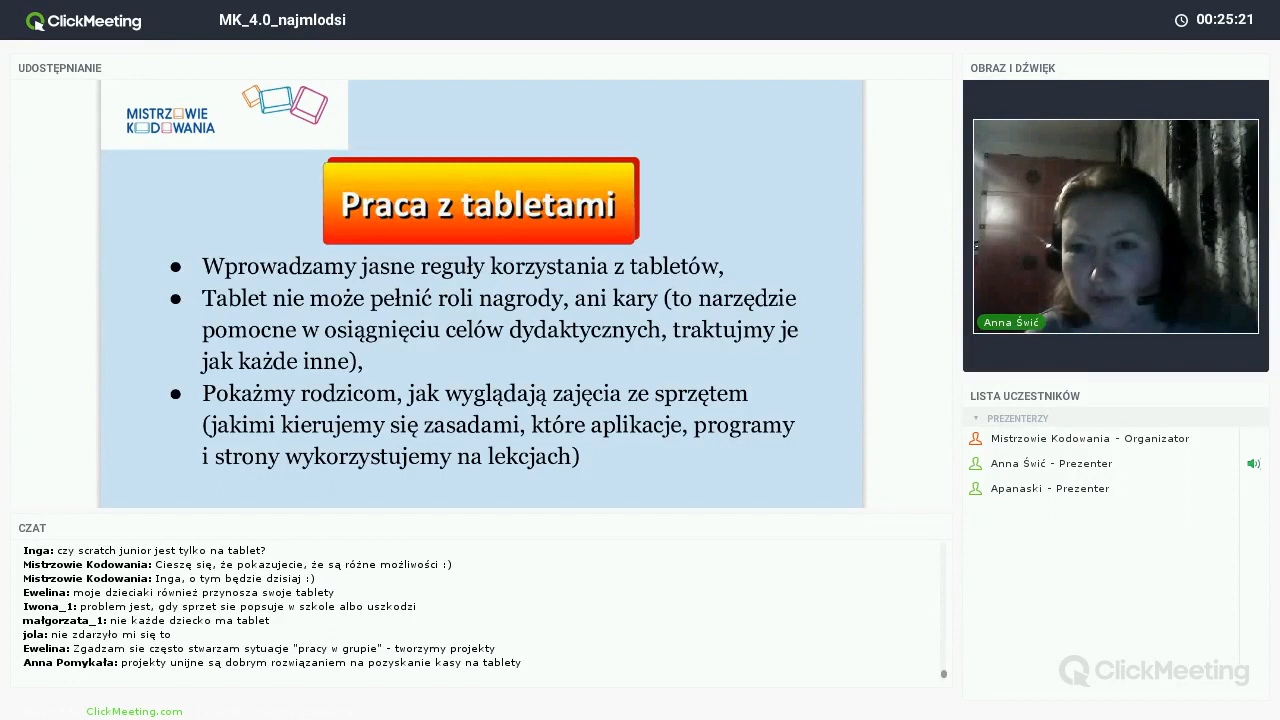 ClickMeeting
MK_4.0_najmlodsi
00:25:21
UDOSTĘPNIANIE
MISTRZOWIE
KODOWANIA
Praca z tabletami
● Wprowadzamy jasne reguły korzystania z tabletów,
● Tablet nie może pełnić roli nagrody, ani kary (to narzędzie
pomocne w osiągnięciu celów dydaktycznych, traktujmy je
jak każde inne),
● Pokażmy rodzicom, jak wyglądają zajęcia ze sprzętem
(jakimi kierujemy się zasadami, które aplikacje, programy
i strony wykorzystujemy na lekcjach)
OBRAZ I DŹWIĘK
Anna Świć
LISTA UCZESTNIKÓW
PREZENTERZY
Mistrzowie Kodowania - Organizator
Anna Świć - Prezenter
Apanaski - Prezenter
CZAT
Inga: czy scratch junior jest tylko na tablet?
Mistrzowie Kodowania: Cieszę się, że pokazujecie, że są różne możliwości :)
Mistrzowie Kodowania: Inga, o tym będzie dzisiaj :)
Ewelina: moje dzieciaki również przynosza swoje tablety
Iwona_1: problem jest, gdy sprzet sie popsuje w szkole albo uszkodzi
małgorzata_1: nie każde dziecko ma tablet
jola: nie zdarzyło mi się to
Ewelina: Zgadzam sie często stwarzam sytuacje "pracy w grupie" - tworzymy projekty
Anna Pomykała: projekty unijne są dobrym rozwiązaniem na pozyskanie kasy na tablety
ClickMeeting
ClickMeeting.com